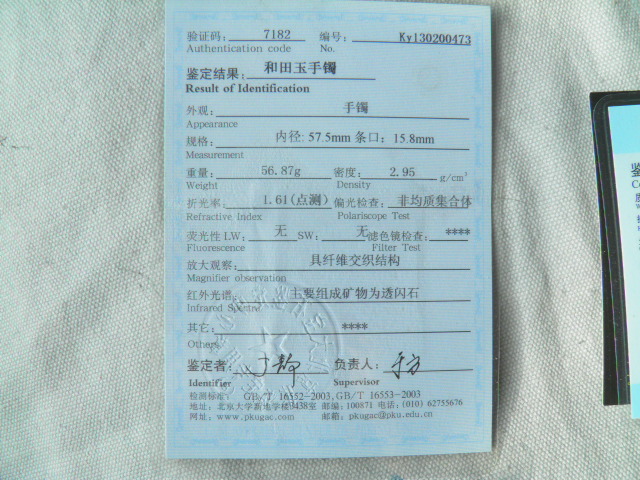 验证码: 7182 编号: Ky130200473
Authentication code No.
鉴定结果: 和田玉手镯
Result of Identification
外观: 手镯
Appearance
规格: 内径: 57.5mm 条口: 15.8mm
Measurement
重量: 56.87g 密度: 2.95 g/cm³
Weight Density
折光率: 1.61(点测) 偏光检查: 非均质集合体
Refractive Index Polariscope Test
荧光性 LW: 无 SW: 无 滤色镜检查: ****
Fluorescence Filter Test
放大观察: 具纤维交织结构
Magnifier observation
红外光谱: 主要组成矿物为透闪石
Infrared Spectra
其它: ****
Others
鉴定者: 负责人:
Identifier Supervisor
检测标准: GB/T 16552-2003,GB/T 16553-2003
地址: 北京大学新地学楼3438室 邮编: 100871 电话: (010) 62755676
网址: www.pkugac.com 邮箱: pkugac@pku.edu.cn
鉴